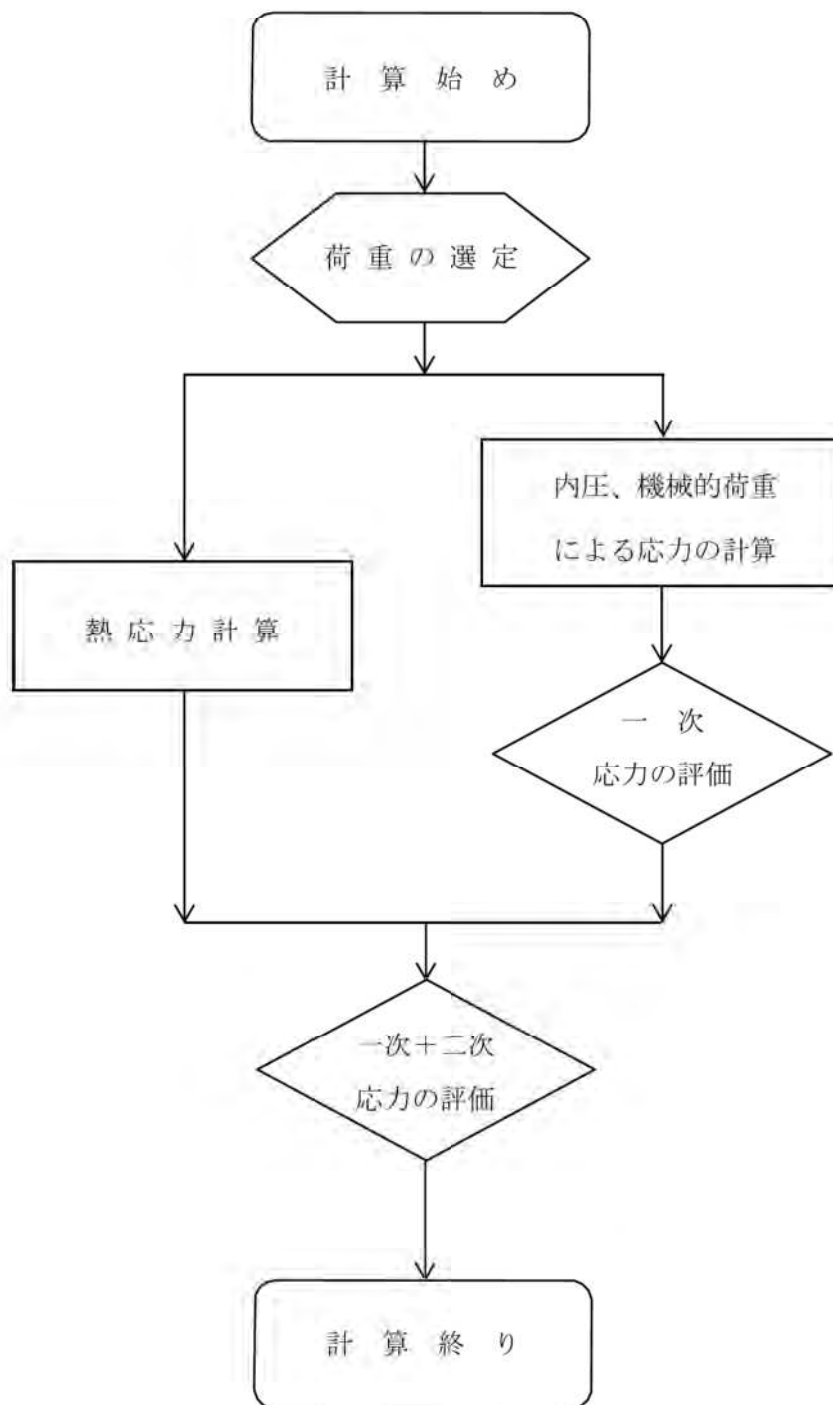 計算始め
荷重の選定
内圧、機械的荷重
による応力の計算
熱応力計算
一次
応力の評価
一次+二次
応力の評価
計算終り